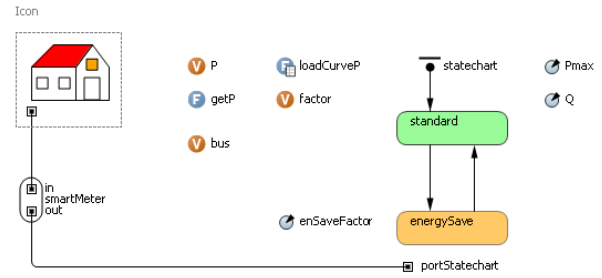 Icon
P
loadCurveP
statechart
Pmax
getP
factor
Q
standard
bus
in
smartMeter
out
enSaveFactor
energySave
portStatechart